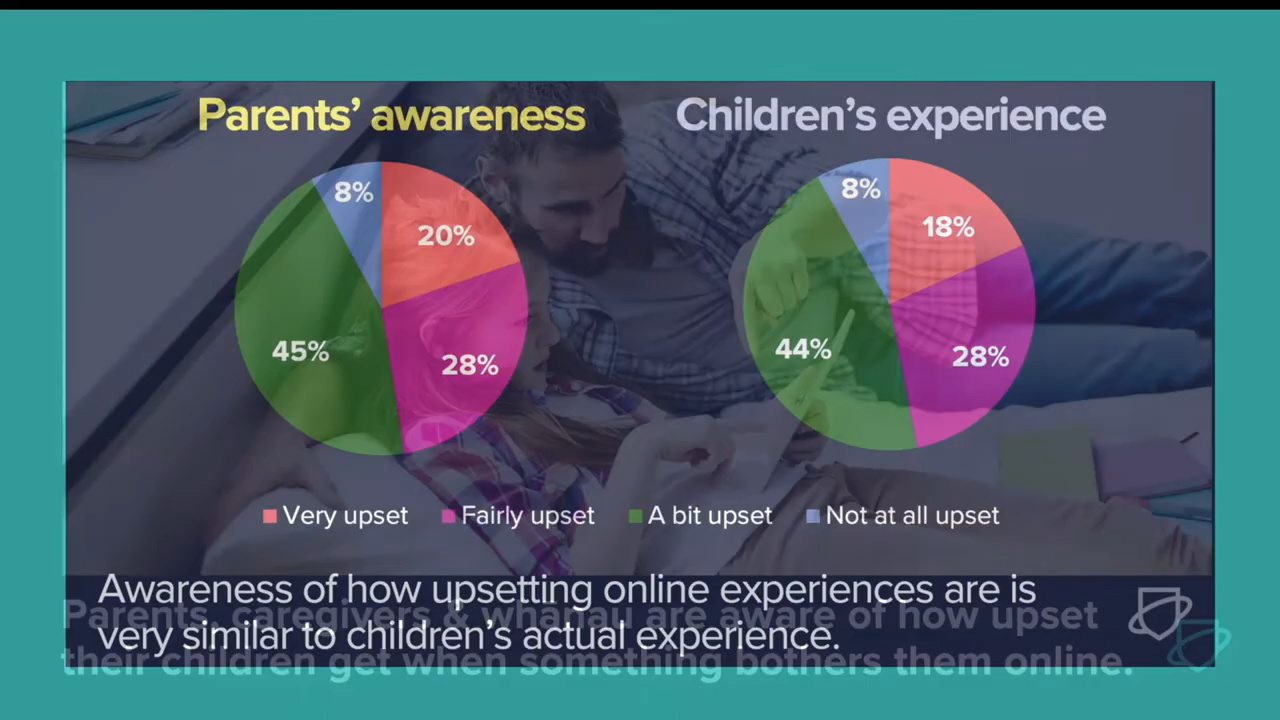 Parents' awareness
Children's experience
8%
20%
45%
28%
8%
18%
44%
28%
Very upset
Fairly upset
A bit upset
Not at all upset
Awareness of how upsetting online experiences are is
very similar to children's actual experience.
Parents, caregivers & whānau are aware of how upset
their children get when something bothers them online.